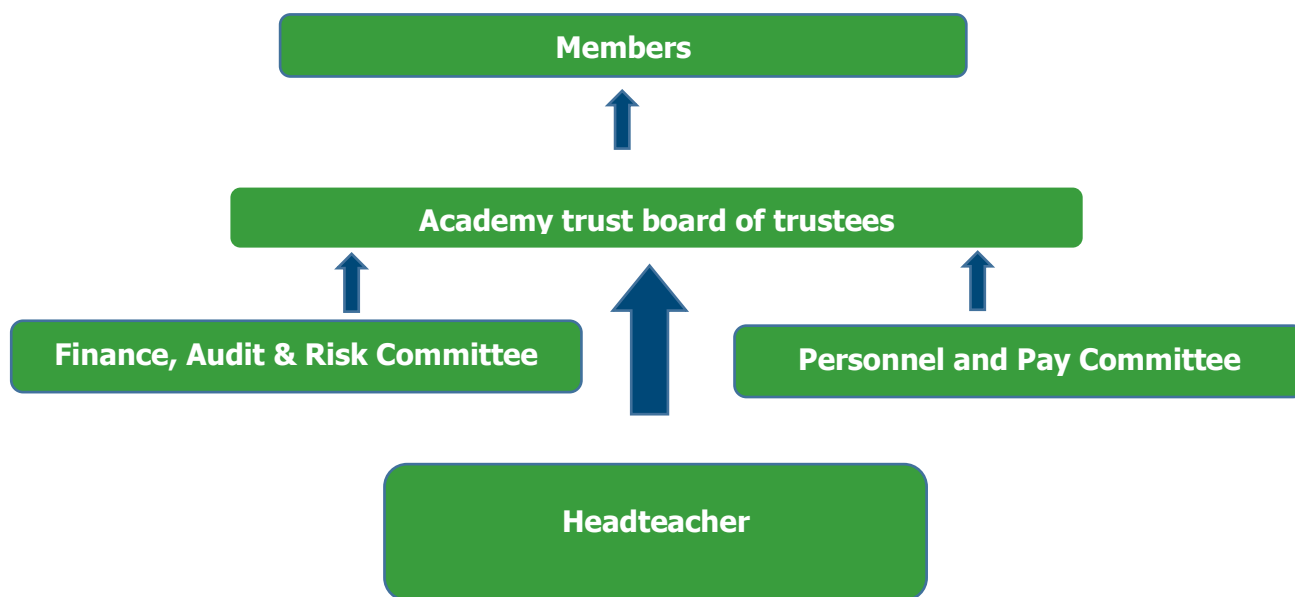 Members
Academy trust board of trustees
Finance, Audit & Risk Committee
Personnel and Pay Committee
Headteacher